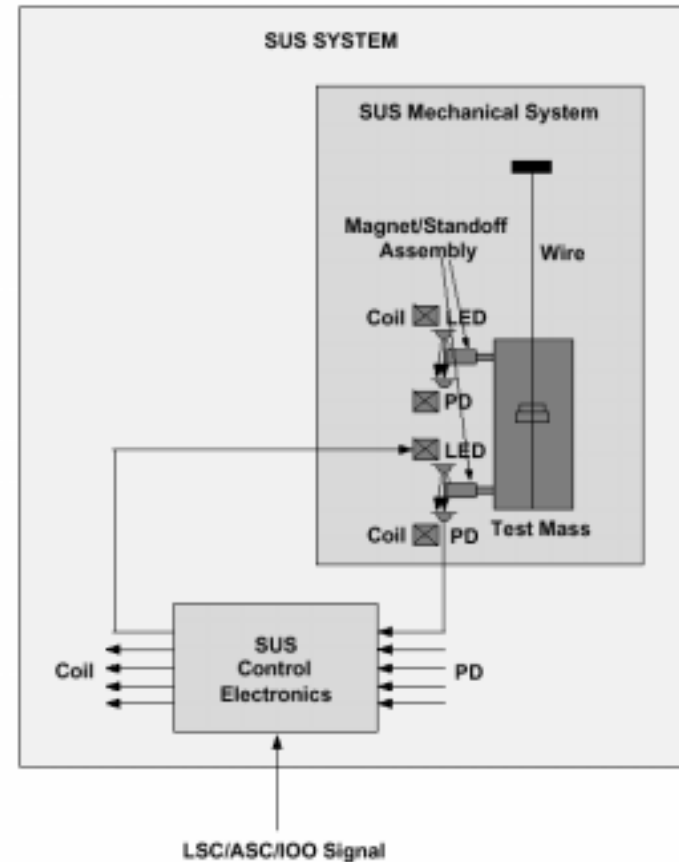 SUS SYSTEM
SUS Mechanical System
Magnet/Standoff
Assembly
Wire
Coil
LED
PD
LED
Coil
PD
Test Mass
SUS
Control
Electronics
Coil
PD
LSC/ASC/IOO Signal